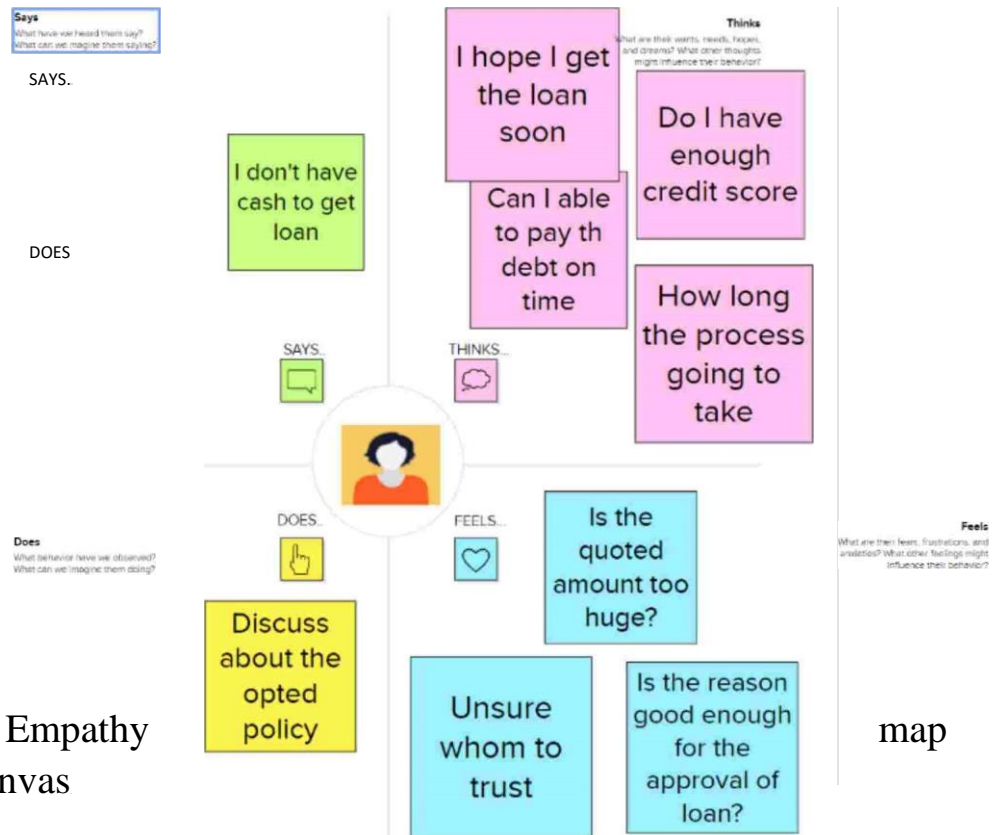 Says
What have we heard them say?
What can we imagine them saying?
SAYS..
DOES
I don't have
cash to get
loan
SAYS..
Thinks
What are their wants, needs, hopes,
and dreams? What other thoughts
might influence their behavior?
I hope I get
the loan
soon
Do I have
enough
credit score
Can I able
to pay th
debt on
time
How long
the process
going to
take
THINKS...
Does
What behavior have we observed?
What can we imagine them doing?
DOES..
Discuss
about the
opted
policy
FEELS...
Is the
quoted
amount too
huge?
Unsure
whom to
trust
Is the reason
good enough
for the
approval of
loan?
Feels
What are their fears, frustrations, and
anxieties? What other feelings might
influence their behavior?
Empathy map
nvas